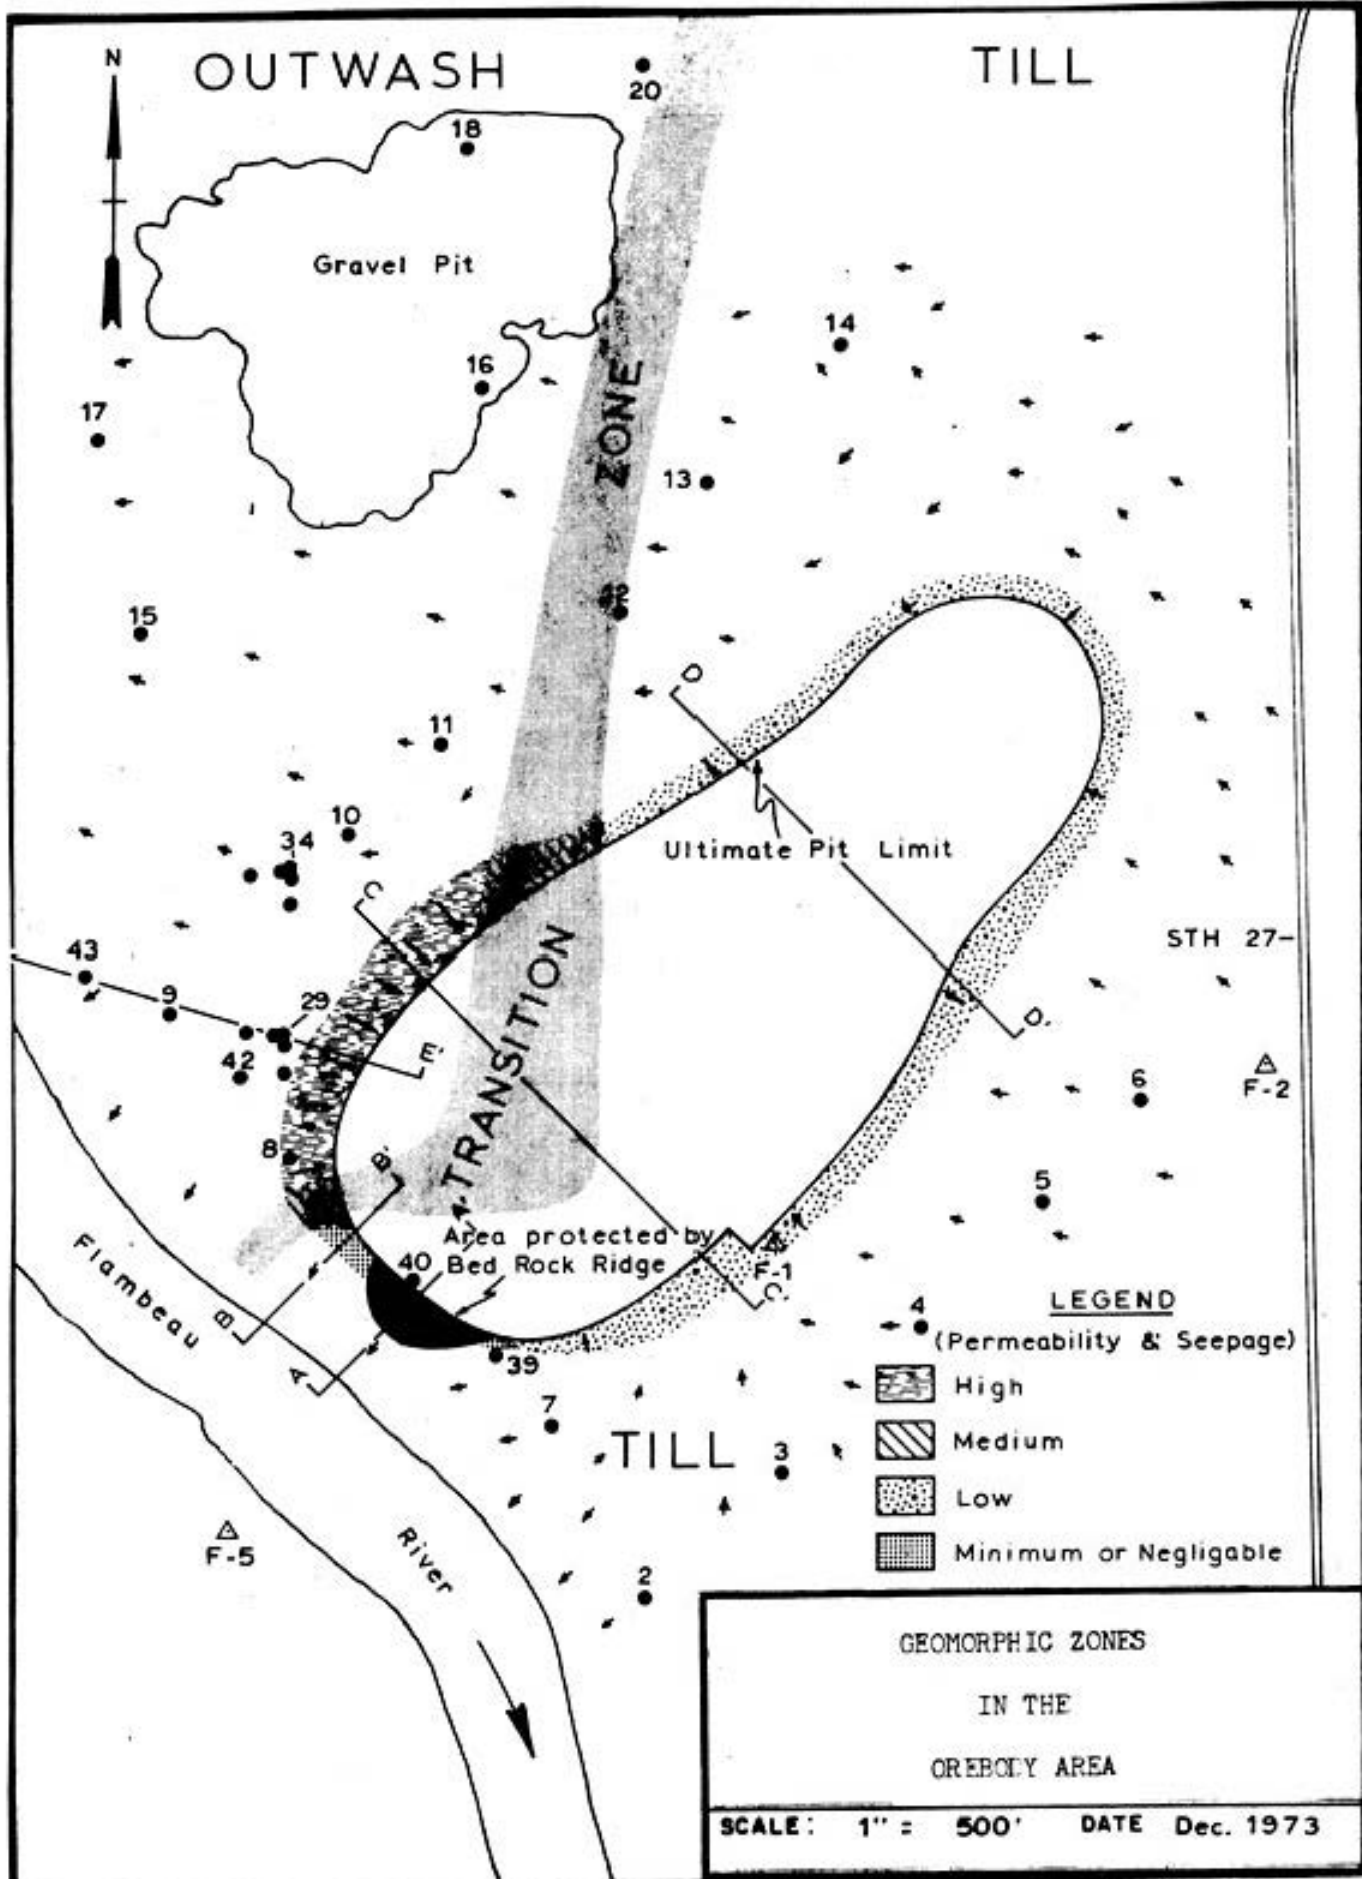 N
OUTWASH
TILL
20
18
Gravel Pit
14
16
17
ZONE
13
15
D
11
10
34
Ultimate Pit Limit
C
STH 27
43
9
29
42
E'
TRANSITION
D'
F-2
6
8
B'
5
Area protected by
Bed Rock Ridge
40
F-1
C'
4
Flambeau
B
A
39
LEGEND
(Permeability & Seepage)
High
Medium
Low
Minimum or Negligable
7
TILL
3
F-5
River
2
GEOMORPHIC ZONES
IN THE
OREBODY AREA
SCALE: 1" = 500' DATE Dec. 1973